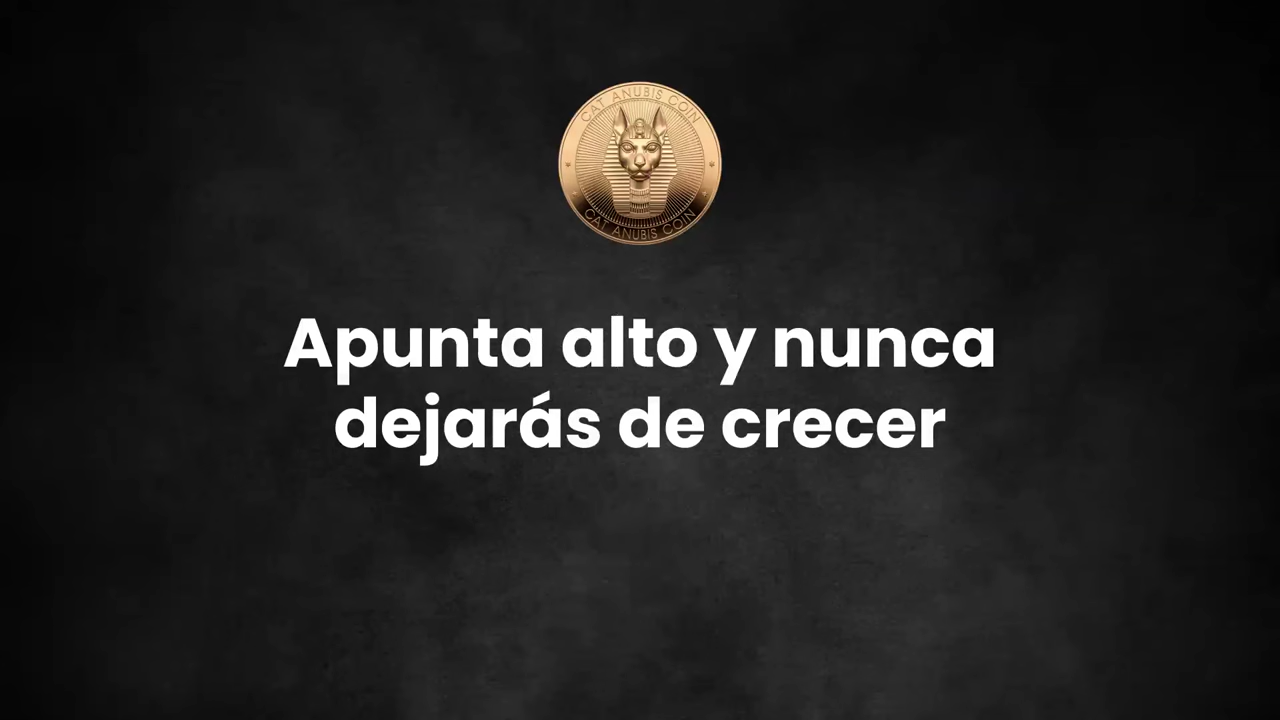 CAT ANUBIS COIN
CAT ANUBIS COIN
Apunta alto y nunca
dejarás de crecer